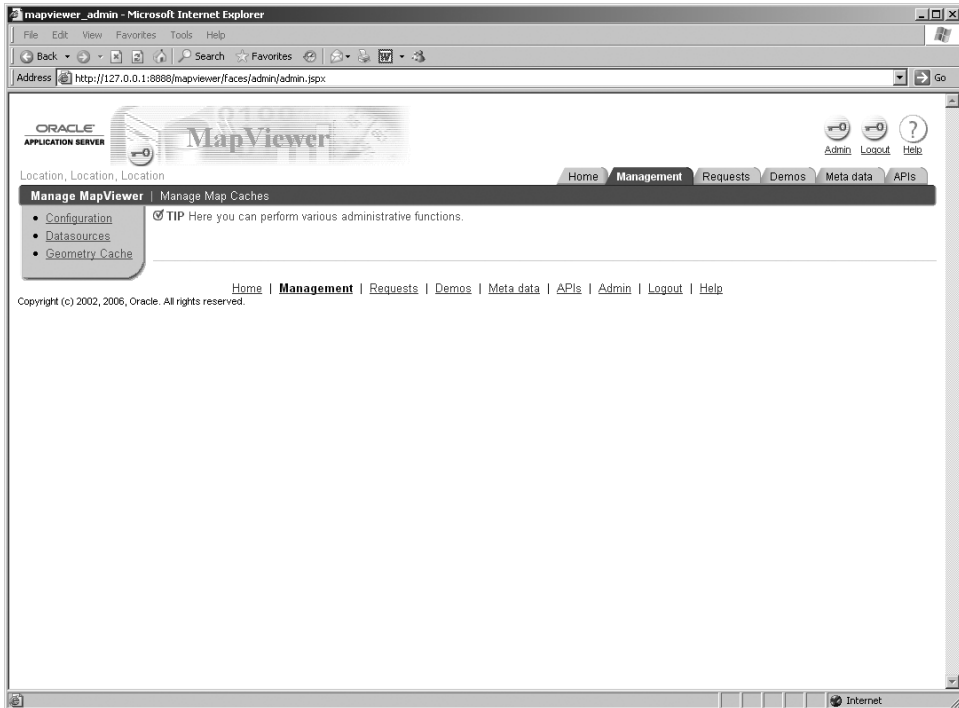 mapviewer_admin - Microsoft Internet Explorer
File Edit View Favorites Tools Help
Back Search Favorites
Address http://127.0.0.1:8888/mapviewer/faces/admin/admin.jspx Go
ORACLE
APPLICATION SERVER
MapViewer
Admin Logout Help
Location, Location, Location
Home Management Requests Demos Meta data APIs
Manage MapViewer | Manage Map Caches
Configuration
Datasources
Geometry Cache
TIP Here you can perform various administrative functions.
Home | Management | Requests | Demos | Meta data | APIs | Admin | Logout | Help
Copyright (c) 2002, 2006, Oracle. All rights reserved.
Internet